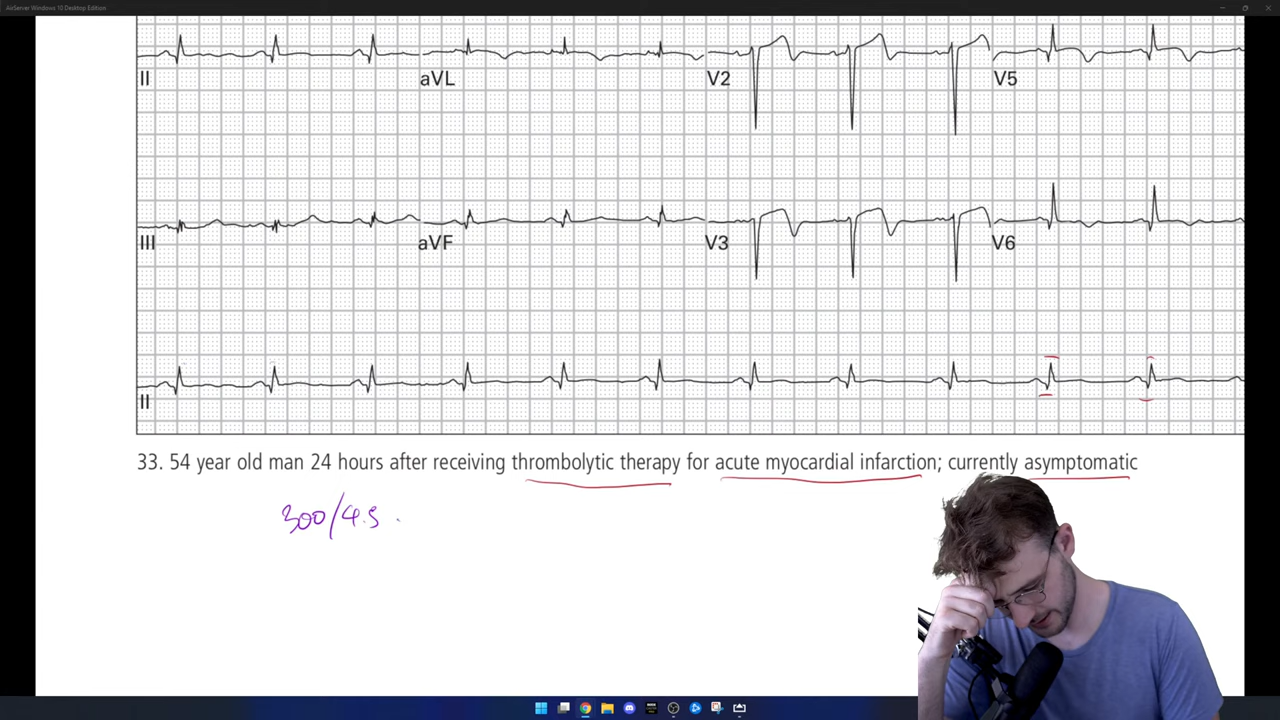 AirServer Windows 10 Desktop Edition
II aVL V2 V5
III aVF V3 V6
II
33. 54 year old man 24 hours after receiving thrombolytic therapy for acute myocardial infarction; currently asymptomatic
300/4.5